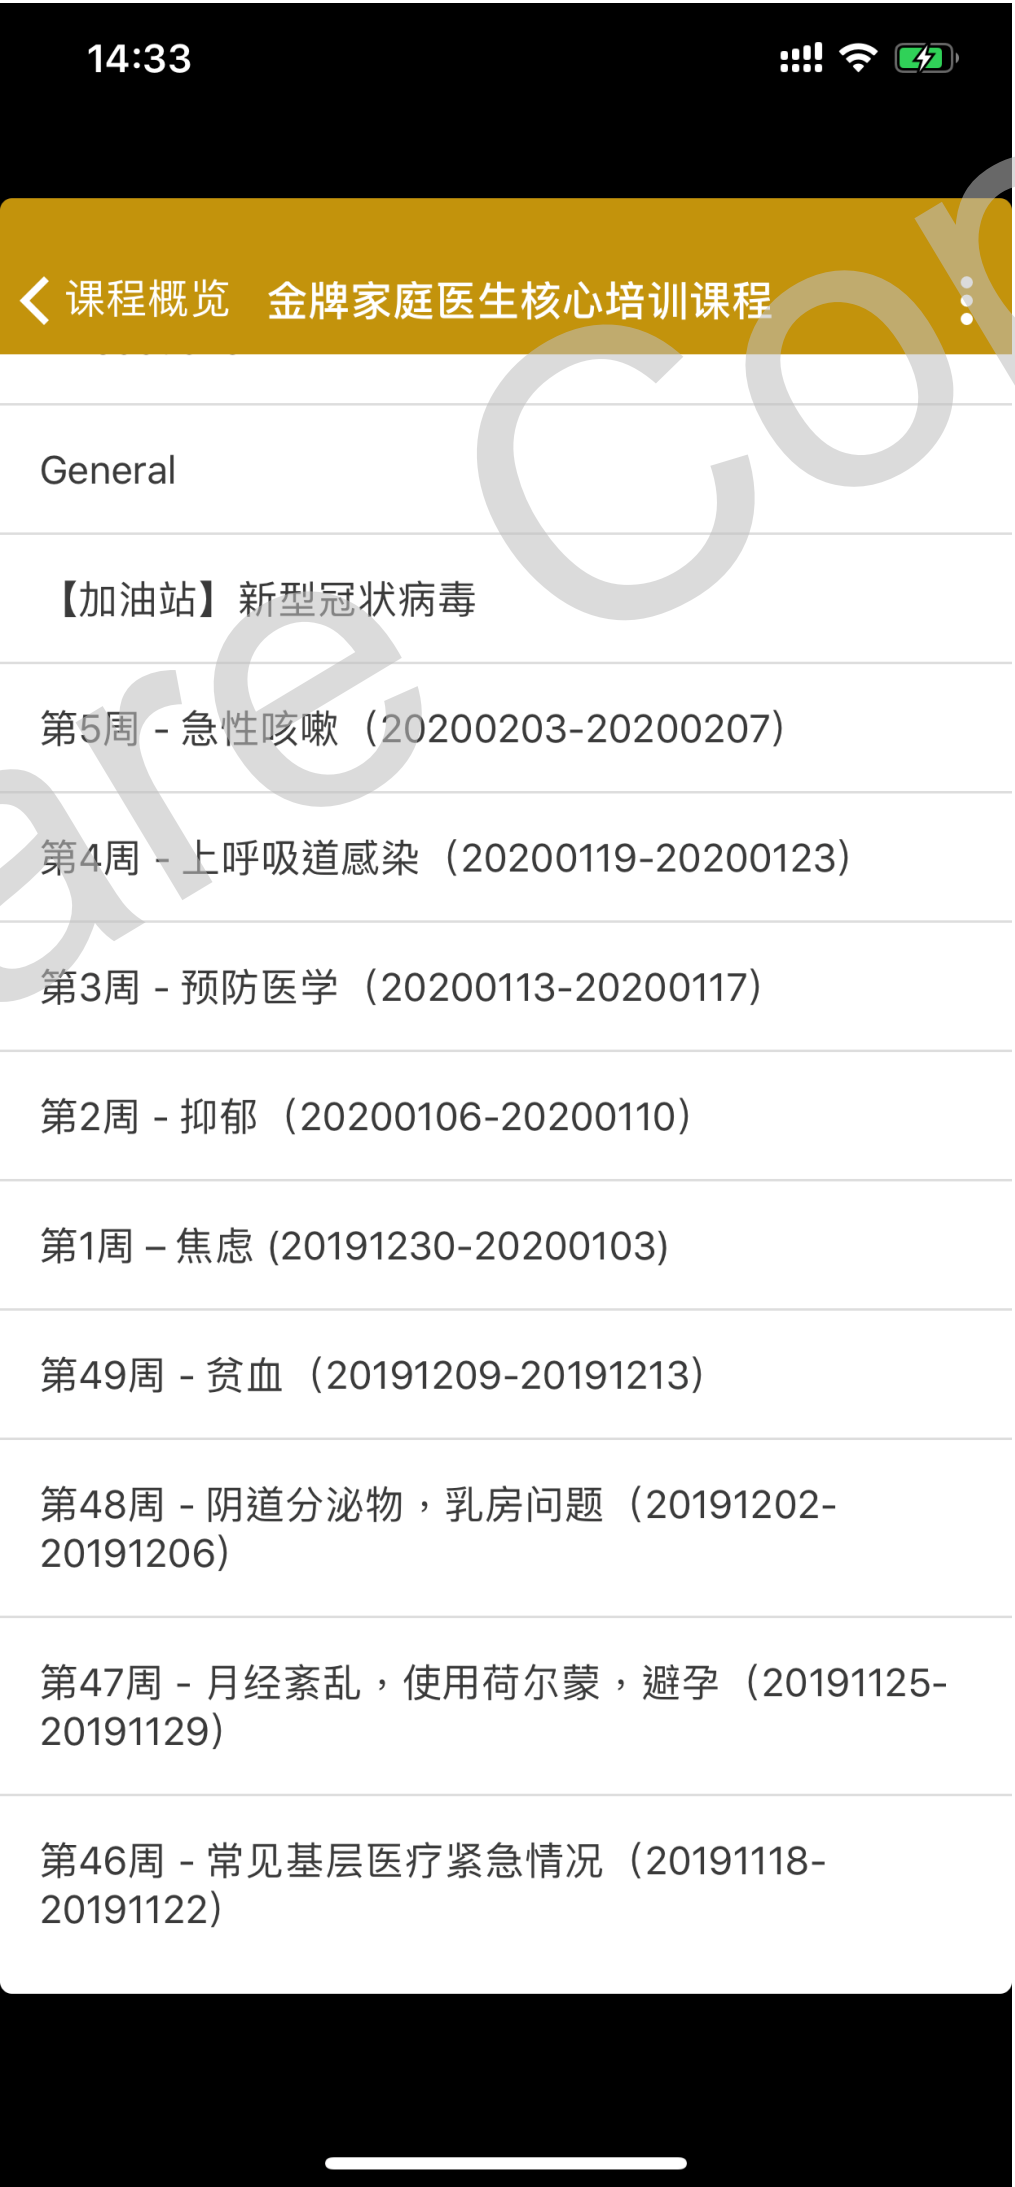 14:33
课程概览 金牌家庭医生核心培训课程
General
【加油站】新型冠状病毒
第5周 - 急性咳嗽（20200203-20200207）
第4周 - 上呼吸道感染（20200119-20200123）
第3周 - 预防医学（20200113-20200117）
第2周 - 抑郁（20200106-20200110）
第1周 – 焦虑 (20191230-20200103)
第49周 - 贫血（20191209-20191213）
第48周 - 阴道分泌物，乳房问题（20191202-
20191206）
第47周 - 月经紊乱，使用荷尔蒙，避孕（20191125-
20191129）
第46周 - 常见基层医疗紧急情况（20191118-
20191122）
are Co